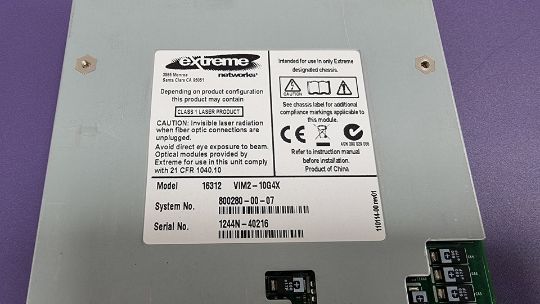 extreme
networks
3585 Monroe
Santa Clara CA 95051
Depending on product configuration
this product may contain
CLASS 1 LASER PRODUCT
CAUTION: Invisible laser radiation
when fiber optic connections are
unplugged.
Avoid direct eye exposure to beam.
Optical modules provided by
Extreme for use in this unit comply
with 21 CFR 1040.10
Intended for use in only Extreme
designated chassis.
CAUTION
See chassis label for additional
compliance markings applicable to
this module.
CE
Refer to instruction manual
before installation.
Product of China
Model 16312 VIM2-10G4X
System No. 800280-00-07
Serial No. 1244N-40216
110114-00 rev01